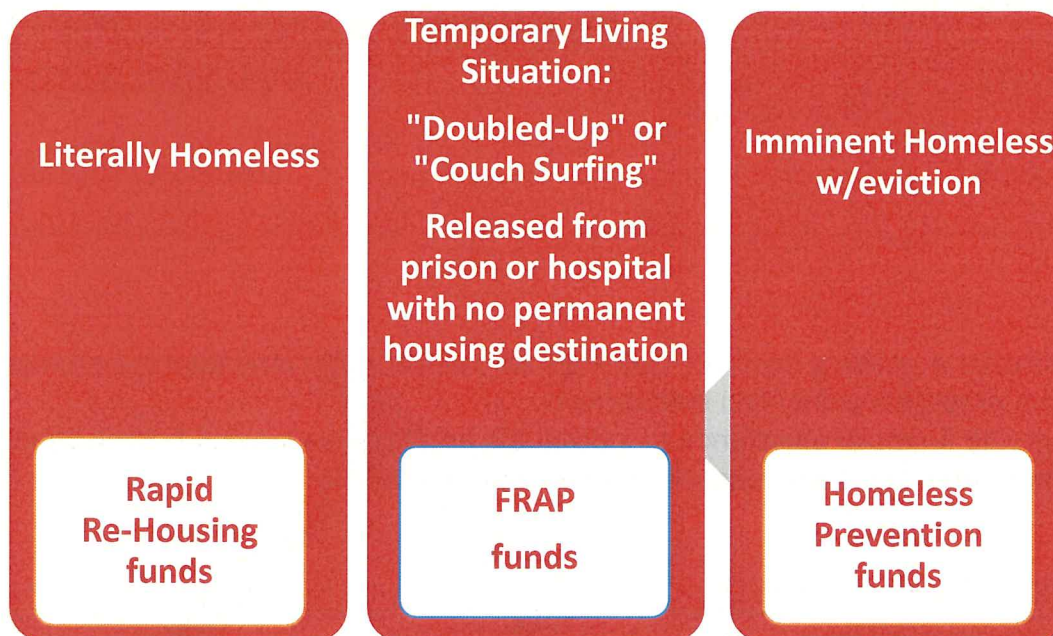 Literally Homeless
Rapid
Re-Housing
funds
Temporary Living
Situation:
"Doubled-Up" or
"Couch Surfing"
Released from
prison or hospital
with no permanent
housing destination
FRAP
funds
Imminent Homeless
w/eviction
Homeless
Prevention
funds